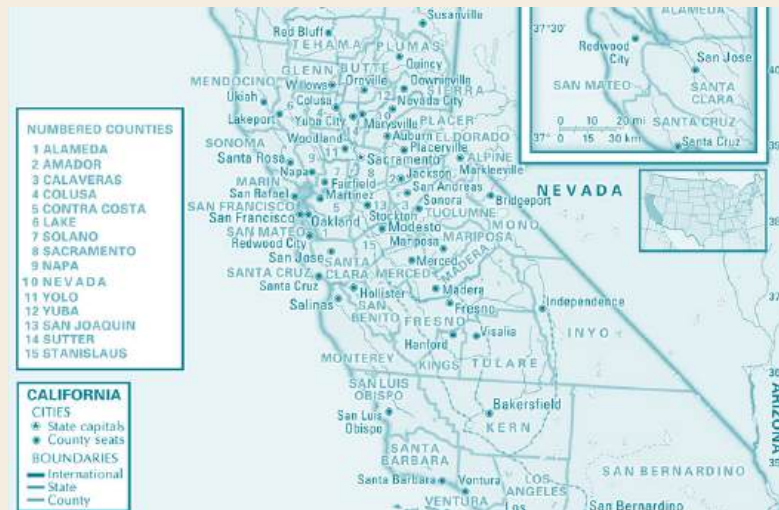 Susanville
Red Bluff
TEHAMA
PLUMAS
Quincy
GLENN
BUTTE
MENDOCINO
Willows
Oroville
Downieville
SIERRA
Ukiah
Colusa
Nevada City
Lakeport
Yuba City
Marysville
PLACER
Auburn
SONOMA
Woodland
Placerville
EL DORADO
Santa Rosa
Sacramento
ALPINE
Markleeville
Napa
Jackson
MARIN
Fairfield
San Andreas
San Rafael
Martinez
Sonora
Bridgeport
SAN FRANCISCO
Stockton
TUOLUMNE
San Francisco
Oakland
Modesto
MONO
SAN MATEO
Mariposa
MARIPOSA
Redwood City
San Jose
SANTA CLARA
Merced
MERCED
MADERA
SANTA CRUZ
Santa Cruz
Hollister
Madera
Salinas
SAN BENITO
Fresno
FRESNO
Independence
Visalia
INYO
Hanford
MONTEREY
KINGS
TULARE
SAN LUIS OBISPO
San Luis Obispo
Bakersfield
KERN
SANTA BARBARA
Santa Barbara
Ventura
VENTURA
LOS ANGELES
Los
SAN BERNARDINO
San Bernardino
NEVADA
ARIZONA
ALAMEDA
37°30'
Redwood City
San Jose
SAN MATEO
SANTA CLARA
37°
SANTA CRUZ
0 10 20 mi
0 15 30 km
Santa Cruz
NUMBERED COUNTIES
1 ALAMEDA
2 AMADOR
3 CALAVERAS
4 COLUSA
5 CONTRA COSTA
6 LAKE
7 SOLANO
8 SACRAMENTO
9 NAPA
10 NEVADA
11 YOLO
12 YUBA
13 SAN JOAQUIN
14 SUTTER
15 STANISLAUS
CALIFORNIA
CITIES
State capitals
County seats
BOUNDARIES
International
State
County